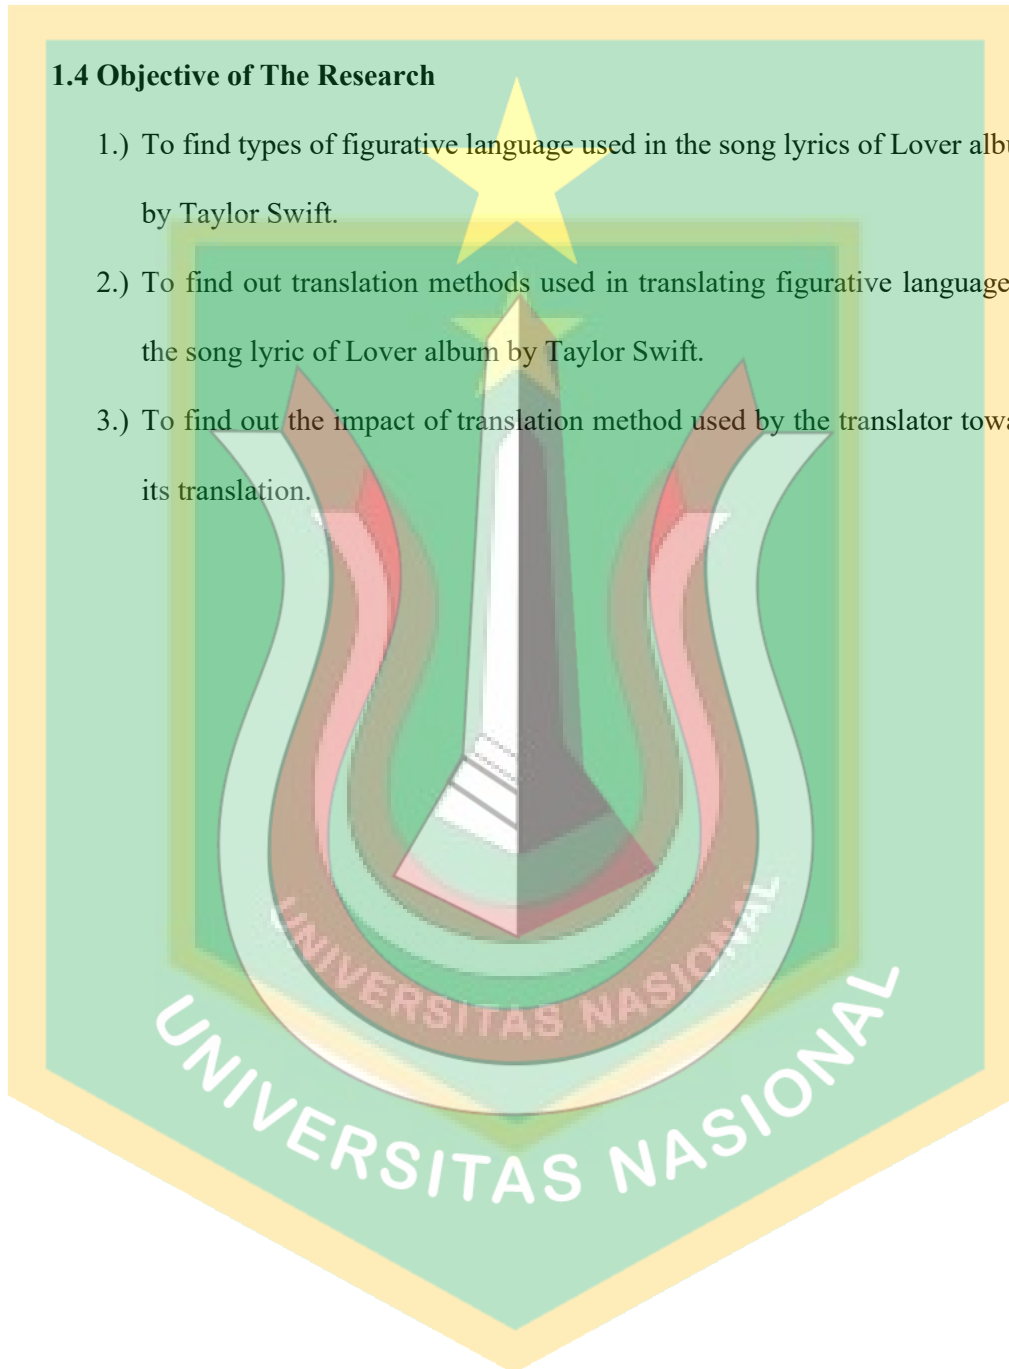 1.4 Objective of The Research
1.) To find types of figurative language used in the song lyrics of Lover
by Taylor Swift.
2.) To find out translation methods used in translating figurative language
the song lyric of Lover album by Taylor Swift.
3.) To find out the impact of translation method used by the translator
its translation.
UNIVERSITAS NASIONAL
UNIVERSITAS NASIONAL